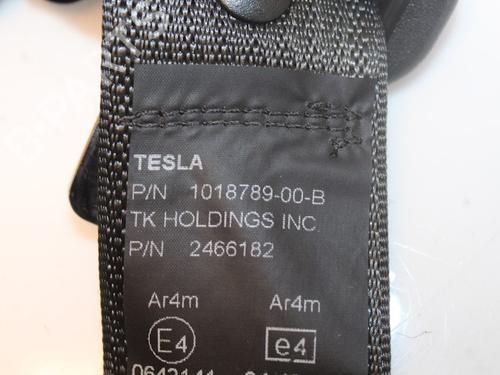 TESLA
P/N 1018789-00-B
TK HOLDINGS INC
P/N 2466182
Ar4m Ar4m
E4 e4